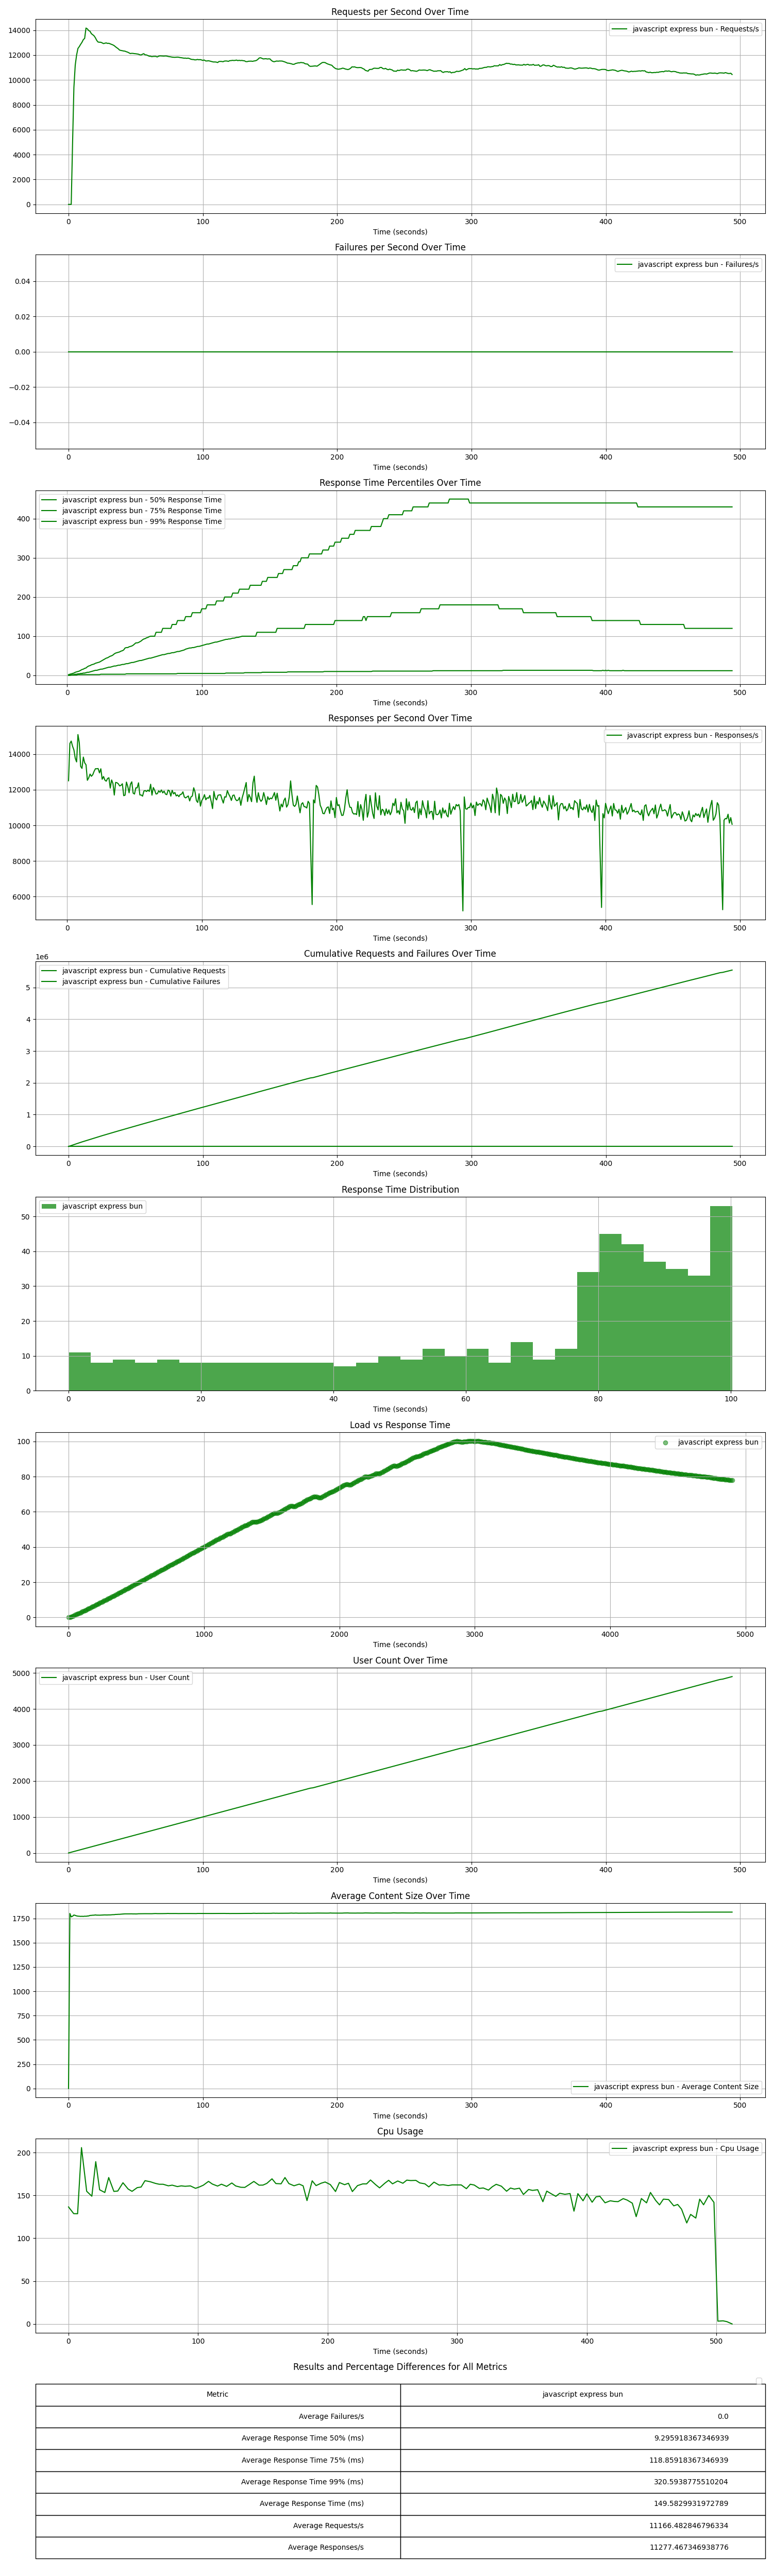 Requests per Second Over Time
javascript express bun - Requests/s
14000
12000
10000
8000
6000
4000
2000
0
0 100 200 300 400 500
Time (seconds)
Failures per Second Over Time
javascript express bun - Failures/s
0.04
0.02
0.00
−0.02
−0.04
0 100 200 300 400 500
Time (seconds)
Response Time Percentiles Over Time
javascript express bun - 50% Response Time
javascript express bun - 75% Response Time
javascript express bun - 99% Response Time
400
300
200
100
0
0 100 200 300 400 500
Time (seconds)
Responses per Second Over Time
javascript express bun - Responses/s
14000
12000
10000
8000
6000
0 100 200 300 400 500
Time (seconds)
Cumulative Requests and Failures Over Time
1e6
javascript express bun - Cumulative Requests
javascript express bun - Cumulative Failures
5
4
3
2
1
0
0 100 200 300 400 500
Time (seconds)
Response Time Distribution
javascript express bun
50
40
30
20
10
0
0 20 40 60 80 100
Time (seconds)
Load vs Response Time
javascript express bun
100
80
60
40
20
0
0 1000 2000 3000 4000 5000
Time (seconds)
User Count Over Time
javascript express bun - User Count
5000
4000
3000
2000
1000
0
0 100 200 300 400 500
Time (seconds)
Average Content Size Over Time
1750
1500
1250
1000
750
500
250
0
javascript express bun - Average Content Size
0 100 200 300 400 500
Time (seconds)
Cpu Usage
javascript express bun - Cpu Usage
200
150
100
50
0
0 100 200 300 400 500
Time (seconds)
Results and Percentage Differences for All Metrics
Metric javascript express bun
Average Failures/s 0.0
Average Response Time 50% (ms) 9.295918367346939
Average Response Time 75% (ms) 118.85918367346939
Average Response Time 99% (ms) 320.5938775510204
Average Response Time (ms) 149.5829931972789
Average Requests/s 11166.482846796334
Average Responses/s 11277.467346938776